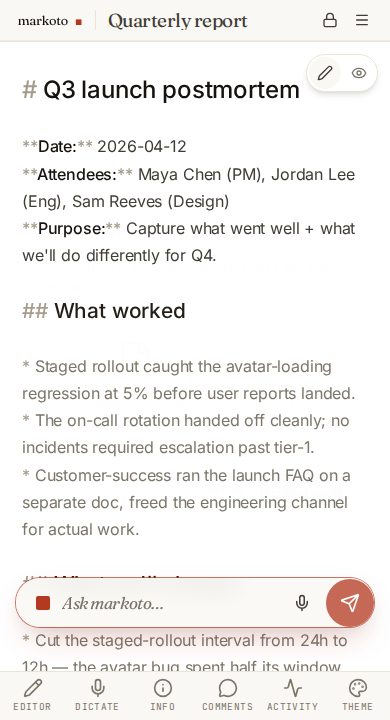 markoto
Quarterly report
# Q3 launch postmortem
**Date:** 2026-04-12
**Attendees:** Maya Chen (PM), Jordan Lee
(Eng), Sam Reeves (Design)
**Purpose:** Capture what went well + what
we'll do differently for Q4.
## What worked
* Staged rollout caught the avatar-loading
regression at 5% before user reports landed.
* The on-call rotation handed off cleanly; no
incidents required escalation past tier-1.
* Customer-success ran the launch FAQ on a
separate doc, freed the engineering channel
for actual work.
Ask markoto...
* Cut the staged-rollout interval from 24h to
12h — the avatar bug spent half its window
EDITOR
DICTATE
INFO
COMMENTS
ACTIVITY
THEME